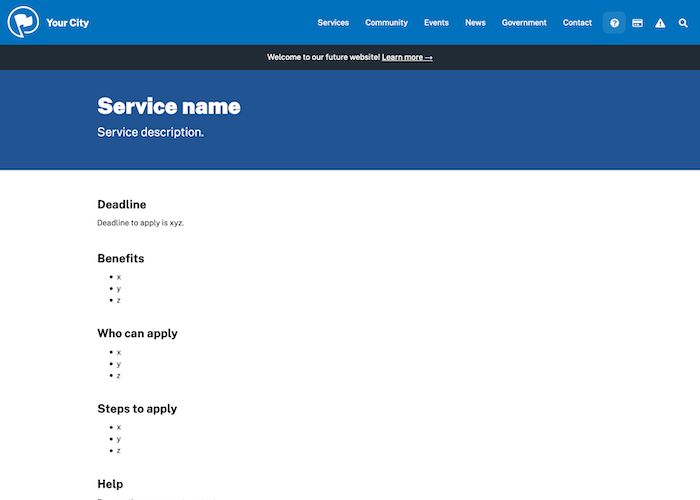 Your City
Services Community Events News Government Contact
Welcome to our future website! Learn more →
Service name
Service description.
Deadline
Deadline to apply is xyz.
Benefits
• x
• y
• z
Who can apply
• x
• y
• z
Steps to apply
• x
• y
• z
Help